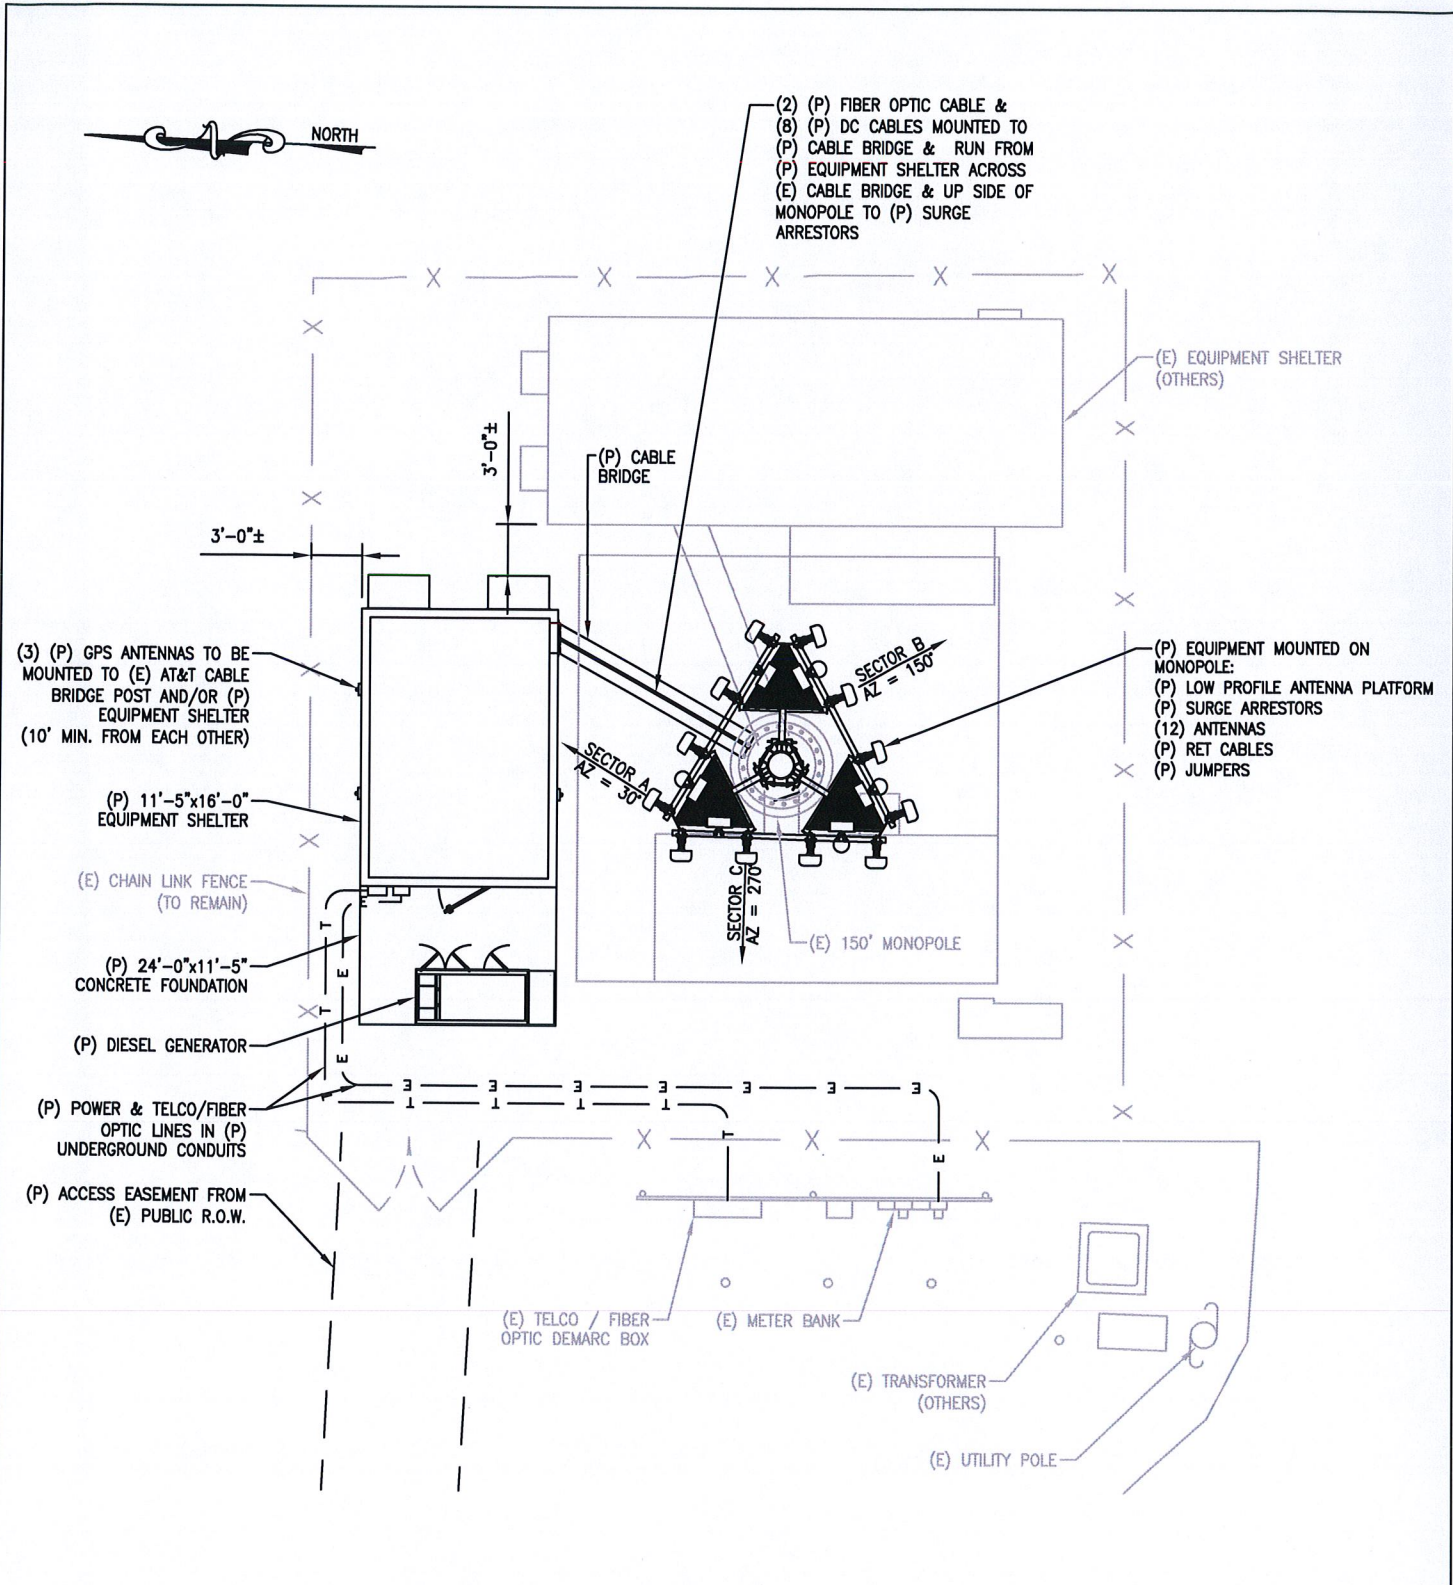 NORTH
(2) (P) FIBER OPTIC CABLE &
(8) (P) DC CABLES MOUNTED TO
(P) CABLE BRIDGE & RUN FROM
(P) EQUIPMENT SHELTER ACROSS
(E) CABLE BRIDGE & UP SIDE OF
MONOPOLE TO (P) SURGE
ARRESTORS
(E) EQUIPMENT SHELTER
(OTHERS)
3'-0"±
(P) CABLE
BRIDGE
3'-0"±
(3) (P) GPS ANTENNAS TO BE
MOUNTED TO (E) AT&T CABLE
BRIDGE POST AND/OR (P)
EQUIPMENT SHELTER
(10' MIN. FROM EACH OTHER)
SECTOR B
AZ = 150°
(P) EQUIPMENT MOUNTED ON
MONOPOLE:
(P) LOW PROFILE ANTENNA PLATFORM
(P) SURGE ARRESTORS
(12) ANTENNAS
(P) RET CABLES
(P) JUMPERS
SECTOR A
AZ = 30°
(P) 11'-5"x16'-0"
EQUIPMENT SHELTER
(E) CHAIN LINK FENCE
(TO REMAIN)
SECTOR C
AZ = 270°
(E) 150' MONOPOLE
(P) 24'-0"x11'-5"
CONCRETE FOUNDATION
(P) DIESEL GENERATOR
(P) POWER & TELCO/FIBER
OPTIC LINES IN (P)
UNDERGROUND CONDUITS
(P) ACCESS EASEMENT FROM
(E) PUBLIC R.O.W.
(E) TELCO / FIBER
OPTIC DEMARC BOX
(E) METER BANK
(E) TRANSFORMER
(OTHERS)
(E) UTILITY POLE